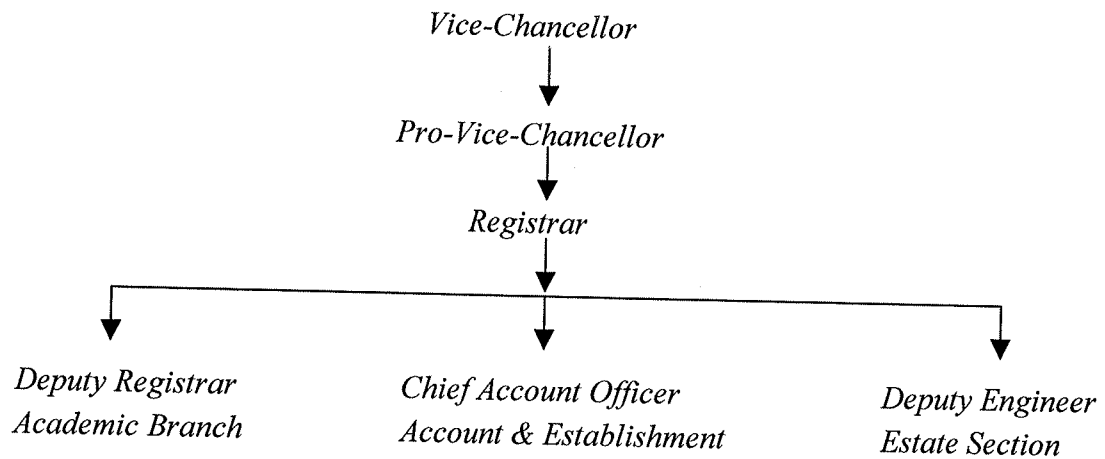 Vice-Chancellor
Pro-Vice-Chancellor
Registrar
Deputy Registrar
Academic Branch
Chief Account Officer
Account & Establishment
Deputy Engineer
Estate Section